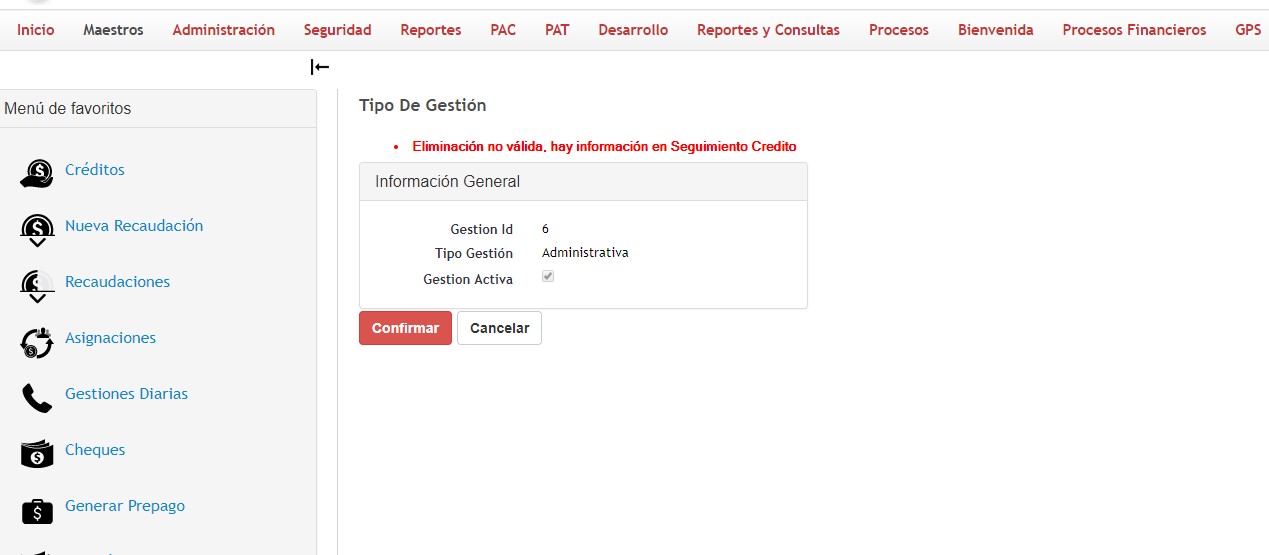 Inicio Maestros Administración Seguridad Reportes PAC PAT Desarrollo Reportes y Consultas Procesos Bienvenida Procesos Financieros GPS
Menú de favoritos
Créditos
Nueva Recaudación
Recaudaciones
Asignaciones
Gestiones Diarias
Cheques
Generar Prepago
Tipo De Gestión
Eliminación no válida, hay información en Seguimiento Credito
Información General
Gestion Id 6
Tipo Gestión Administrativa
Gestion Activa
Confirmar Cancelar